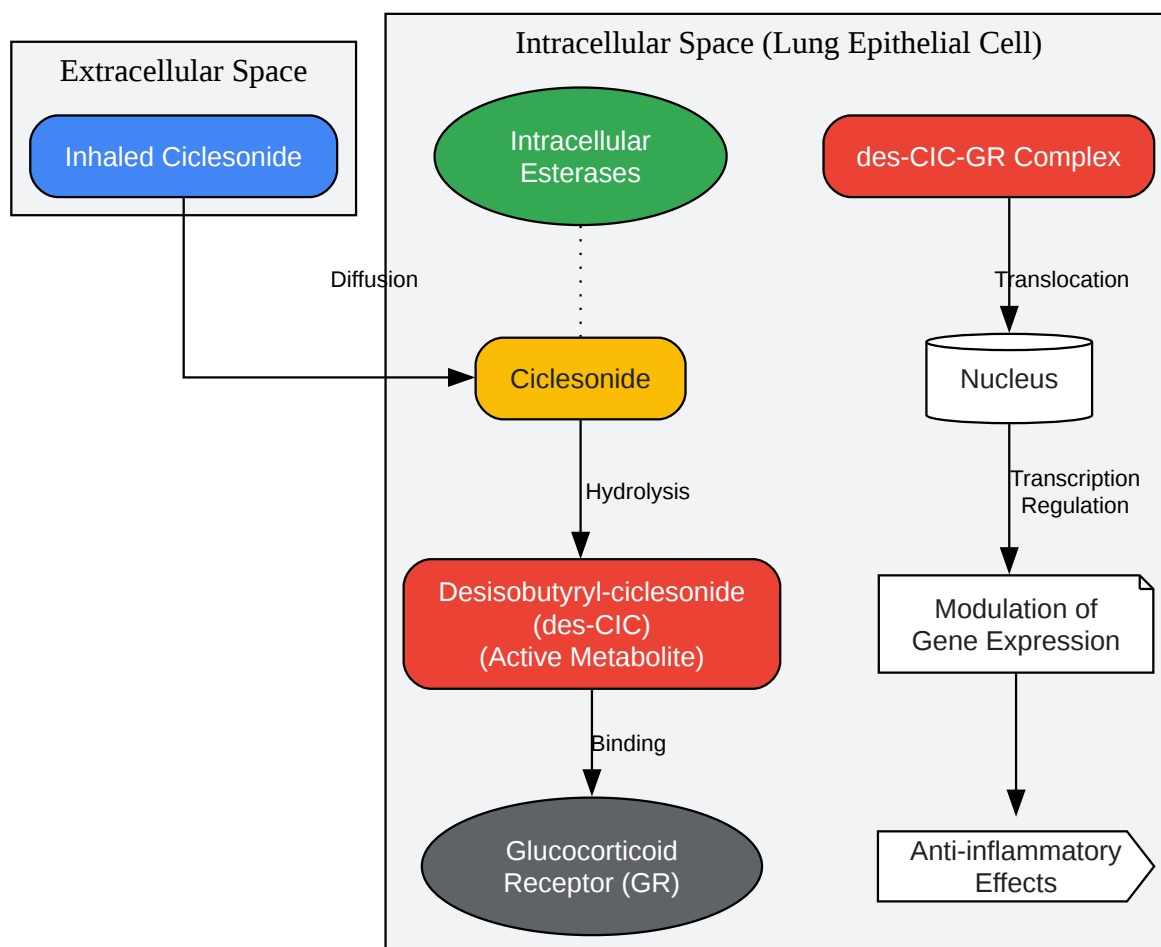 Extracellular Space
Inhaled Ciclesonide
Diffusion
Intracellular Space (Lung Epithelial Cell)
Intracellular
Esterases
Ciclesonide
Hydrolysis
Desisobutyryl-ciclesonide
(des-CIC)
(Active Metabolite)
Binding
Glucocorticoid
Receptor (GR)
des-CIC-GR Complex
Translocation
Nucleus
Transcription
Regulation
Modulation of
Gene Expression
Anti-inflammatory
Effects